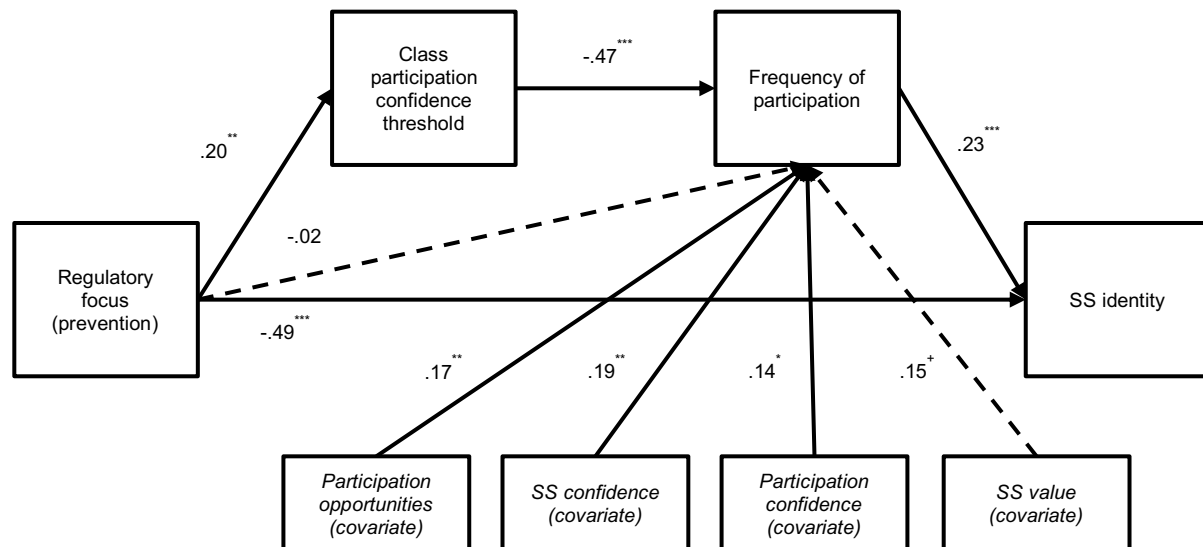 Class
participation
confidence
threshold
-.47***
Frequency of
participation
.20**
.23***
-.02
Regulatory
focus
(prevention)
SS identity
-.49***
.17**
.19**
.14*
.15+
Participation
opportunities
(covariate)
SS confidence
(covariate)
Participation
confidence
(covariate)
SS value
(covariate)